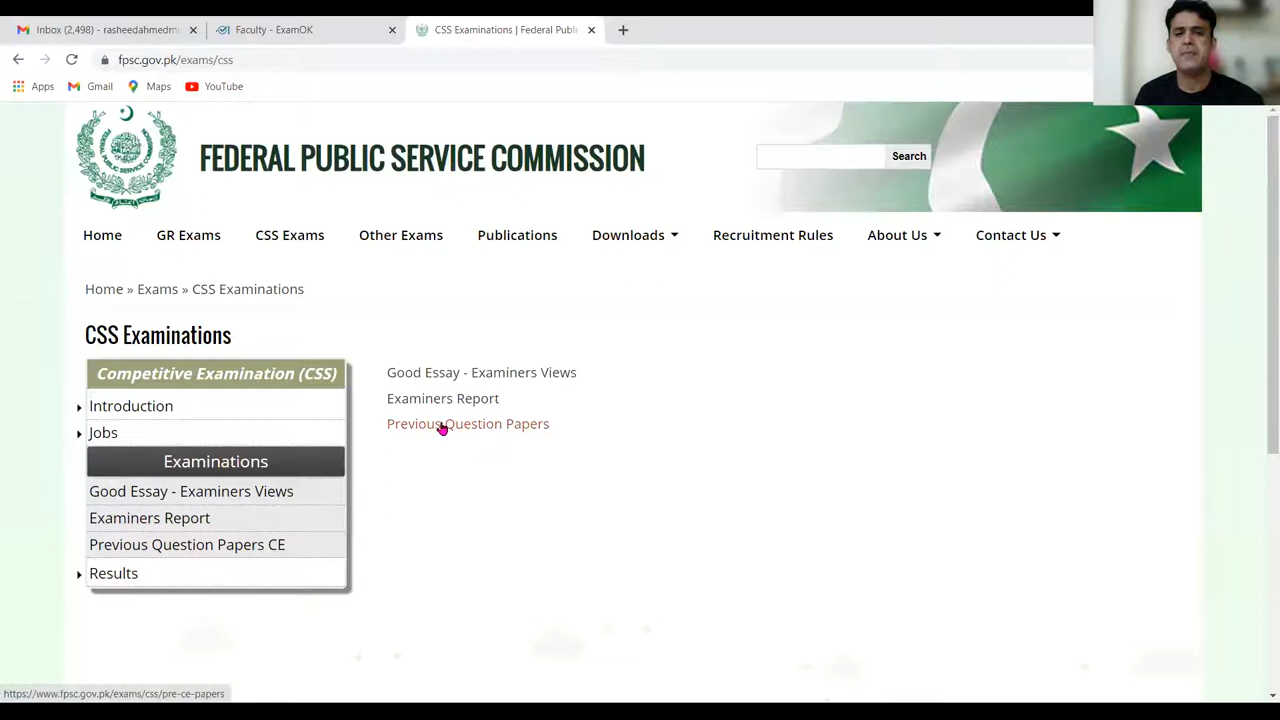 Inbox (2,498) - rasheedahmedm
Faculty - ExamOK
CSS Examinations | Federal Publi
fpsc.gov.pk/exams/css
Apps
Gmail
Maps
YouTube
FEDERAL PUBLIC SERVICE COMMISSION
Search
Home
GR Exams
CSS Exams
Other Exams
Publications
Downloads
Recruitment Rules
About Us
Contact Us
Home » Exams » CSS Examinations
CSS Examinations
Competitive Examination (CSS)
Introduction
Jobs
Examinations
Good Essay - Examiners Views
Examiners Report
Previous Question Papers CE
Results
Good Essay - Examiners Views
Examiners Report
Previous Question Papers
https://www.fpsc.gov.pk/exams/css/pre-ce-papers